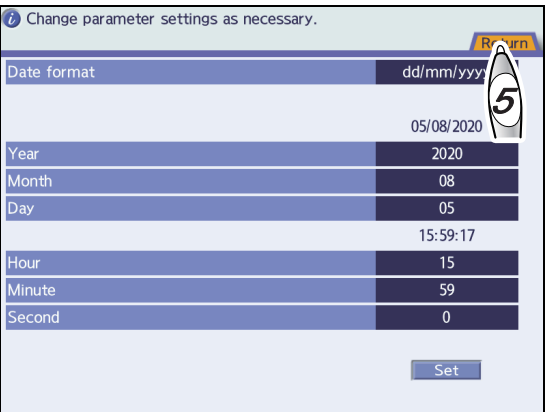 Change parameter settings as necessary.
Return
Date format dd/mm/yyyy
5
05/08/2020
Year 2020
Month 08
Day 05
15:59:17
Hour 15
Minute 59
Second 0
Set